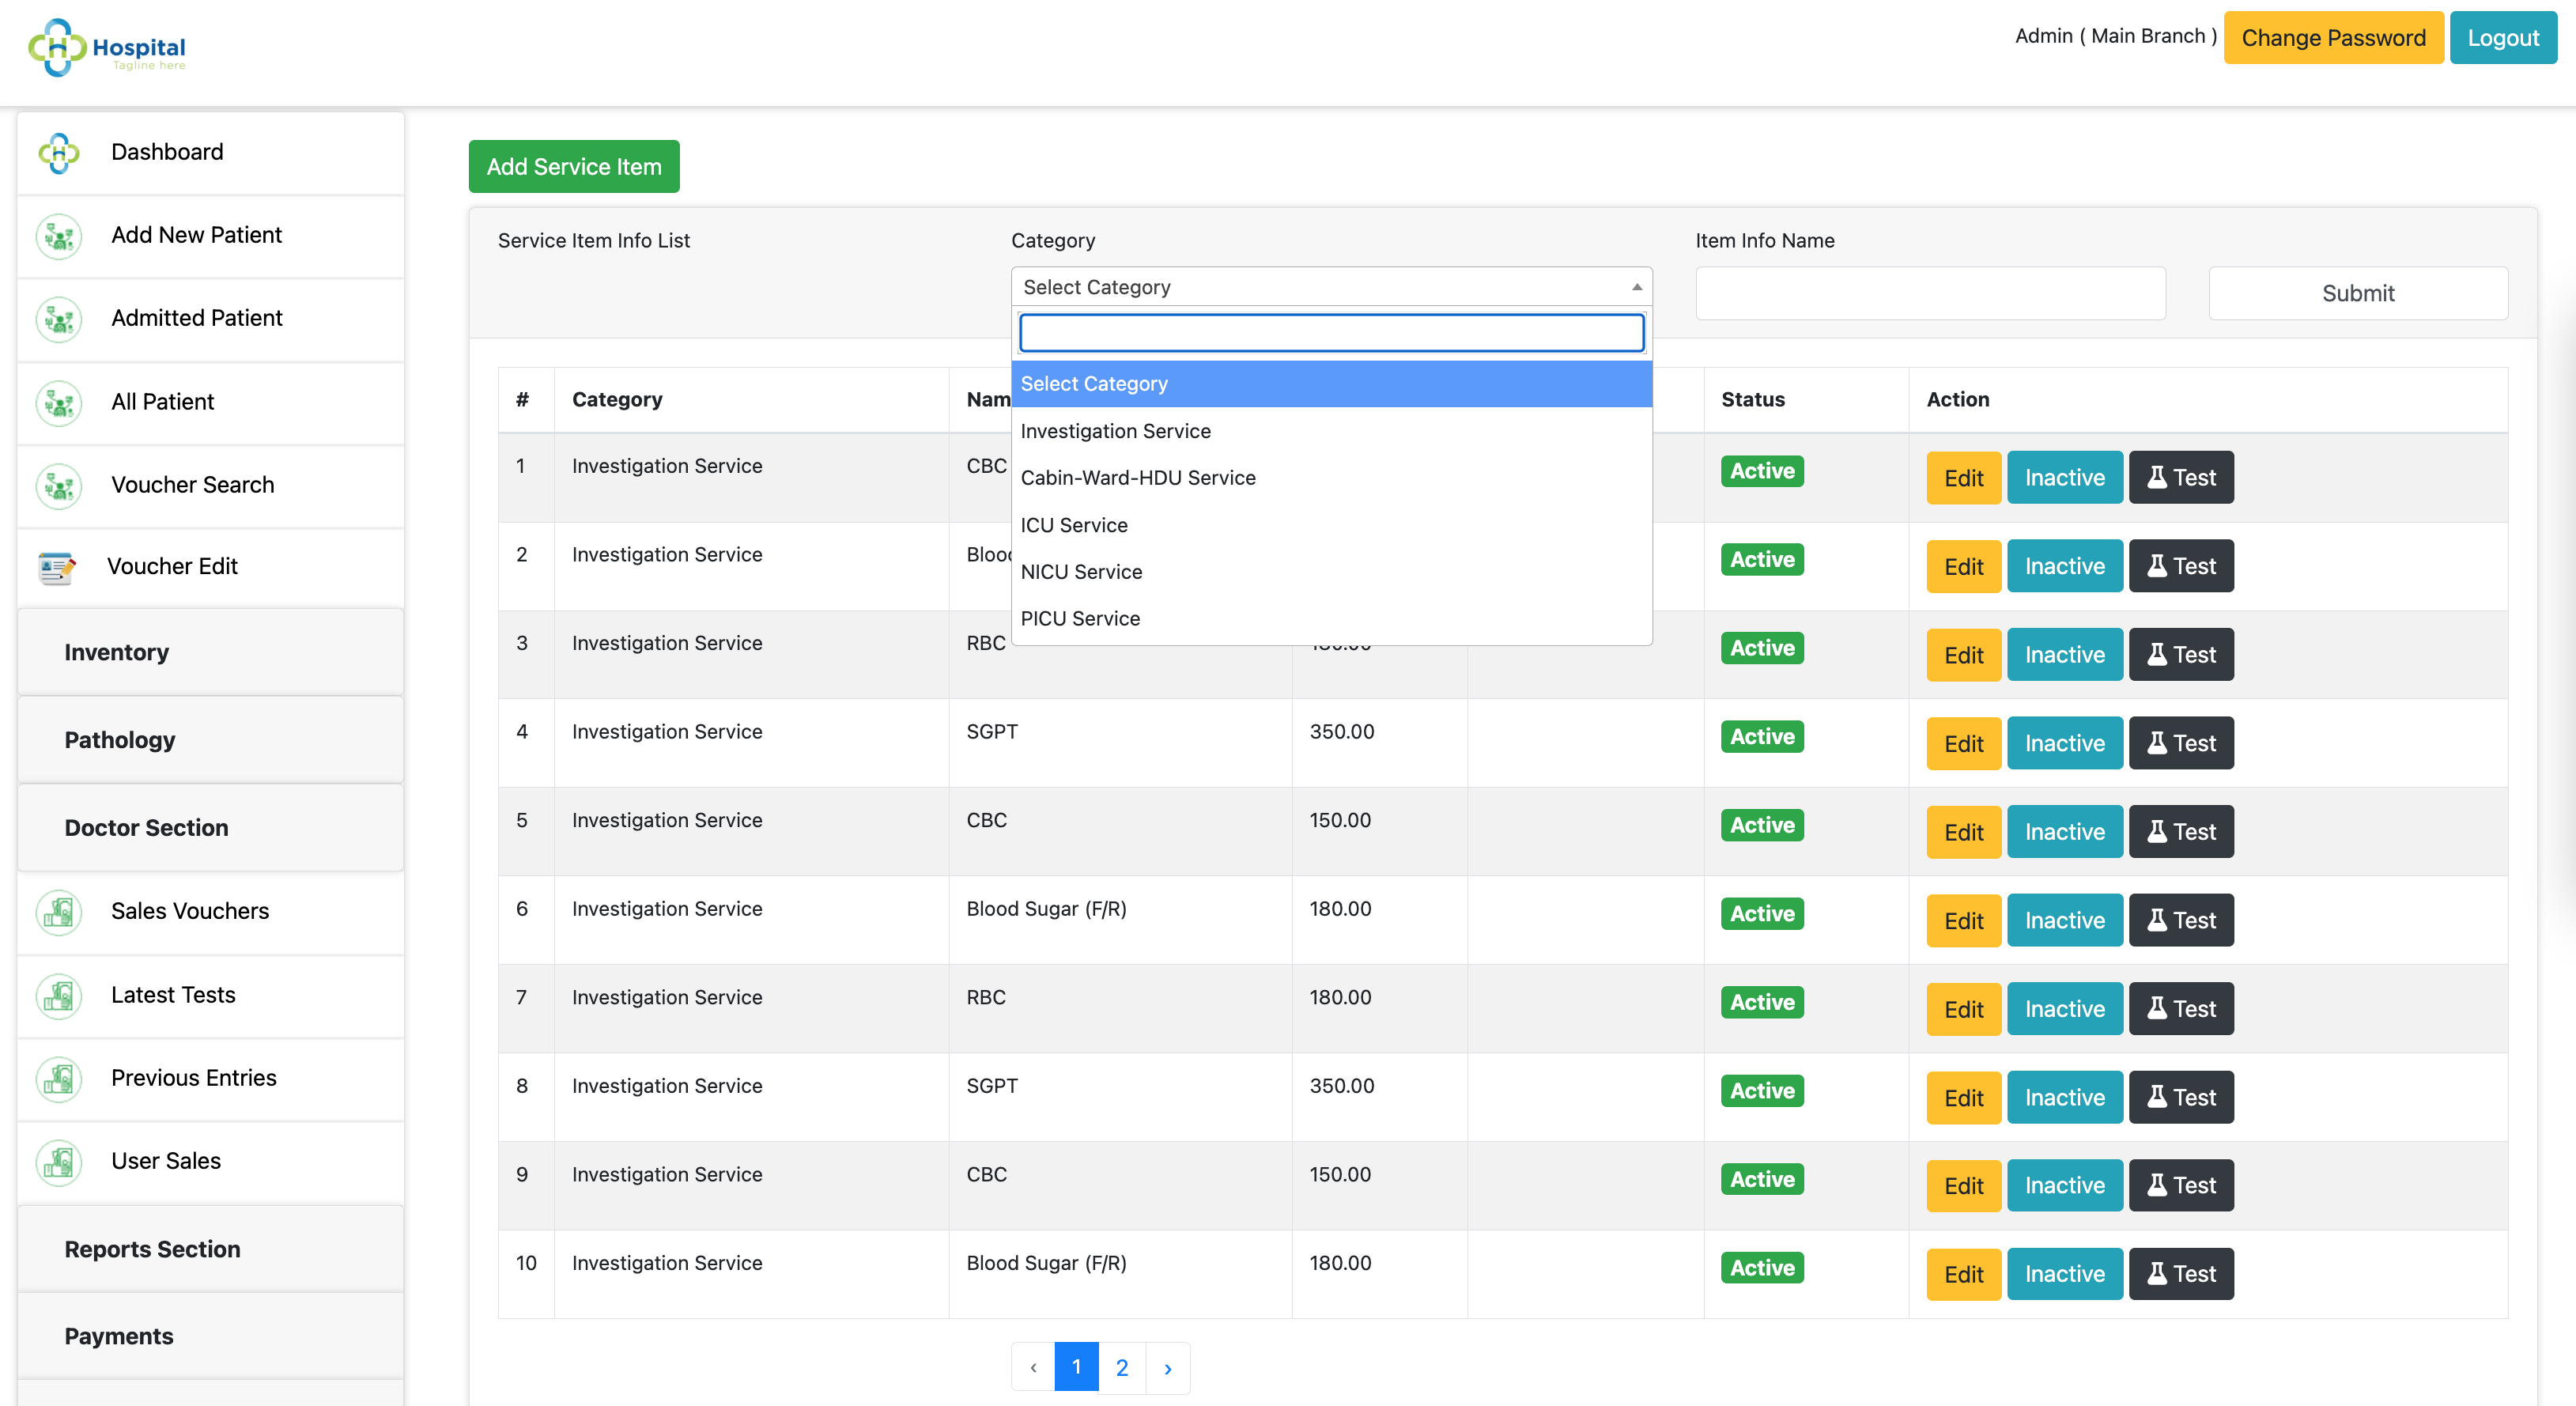 Hospital
Tagline here
Admin ( Main Branch )
Change Password
Logout
Dashboard
Add New Patient
Admitted Patient
All Patient
Voucher Search
Voucher Edit
Inventory
Pathology
Doctor Section
Sales Vouchers
Latest Tests
Previous Entries
User Sales
Reports Section
Payments
Add Service Item
Service Item Info List
Category
Item Info Name
Select Category
Submit
Select Category
Investigation Service
Cabin-Ward-HDU Service
ICU Service
NICU Service
PICU Service
# Category Nam Status Action
1 Investigation Service CBC Active Edit Inactive Test
2 Investigation Service Blood Active Edit Inactive Test
3 Investigation Service RBC Active Edit Inactive Test
4 Investigation Service SGPT 350.00 Active Edit Inactive Test
5 Investigation Service CBC 150.00 Active Edit Inactive Test
6 Investigation Service Blood Sugar (F/R) 180.00 Active Edit Inactive Test
7 Investigation Service RBC 180.00 Active Edit Inactive Test
8 Investigation Service SGPT 350.00 Active Edit Inactive Test
9 Investigation Service CBC 150.00 Active Edit Inactive Test
10 Investigation Service Blood Sugar (F/R) 180.00 Active Edit Inactive Test
‹ 1 2 ›